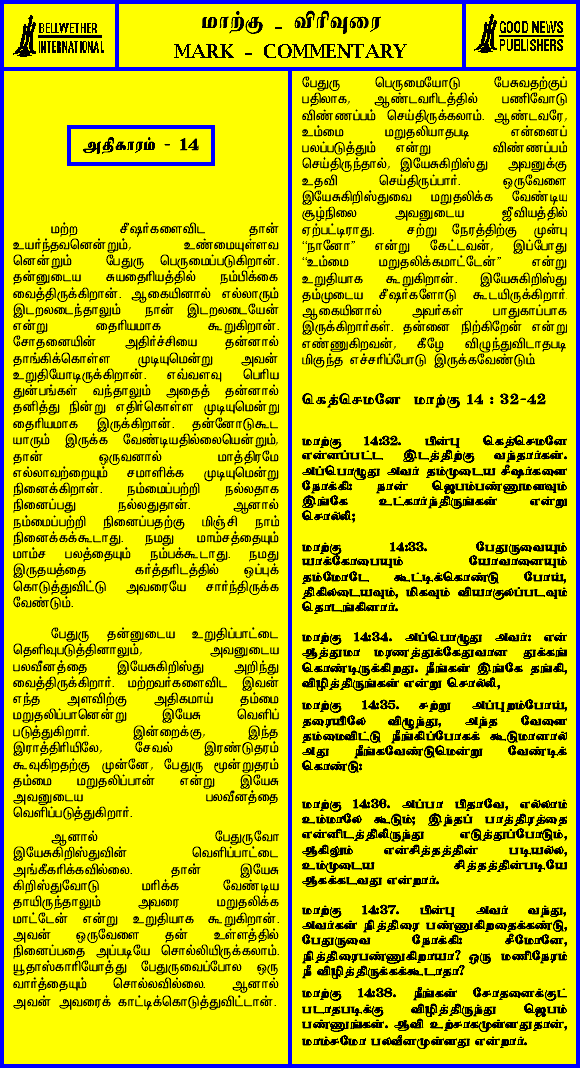 BELLWETHER
INTERNATIONAL
மாற்கு - விரிவுரை
MARK - COMMENTARY
GOOD NEWS
PUBLISHERS
அதிகாரம் - 14
மற்ற சீஷர்களைவிட தான்
உயர்ந்தவனென்றும், உண்மையுள்ளவ
னென்றும் பேதுரு பெருமைப்படுகிறான்.
தன்னுடைய சுயதைரியத்தில் நம்பிக்கை
வைத்திருக்கிறான். ஆகையினால் எல்லாரும்
இடறலடைந்தாலும் நான் இடறலடையேன்
என்று தைரியமாக கூறுகிறான்.
சோதனையின் அதிர்ச்சியை தன்னால்
தாங்கிக்கொள்ள முடியுமென்று அவன்
உறுதியோடிருக்கிறான். எவ்வளவு பெரிய
துன்பங்கள் வந்தாலும் அதைத் தன்னால்
தனித்து நின்று எதிர்கொள்ள முடியுமென்று
தைரியமாக இருக்கிறான். தன்னோடுகூட
யாரும் இருக்க வேண்டியதில்லையென்றும்,
தான் ஒருவனால் மாத்திரமே
எல்லாவற்றையும் சமாளிக்க முடியுமென்று
நினைக்கிறான். நம்மைப்பற்றி நல்லதாக
நினைப்பது நல்லதுதான். ஆனால்
நம்மைப்பற்றி நினைப்பதற்கு மிஞ்சி நாம்
நினைக்கக்கூடாது. நமது மாம்சத்தையும்
மாம்ச பலத்தையும் நம்பக்கூடாது. நமது
இருதயத்தை கர்த்தரிடத்தில் ஒப்புக்
கொடுத்துவிட்டு அவரையே சார்ந்திருக்க
வேண்டும்.
பேதுரு தன்னுடைய உறுதிப்பாட்டை
தெளிவுபடுத்தினாலும், அவனுடைய
பலவீனத்தை இயேசுகிறிஸ்து அறிந்து
வைத்திருக்கிறார். மற்றவர்களைவிட இவன்
எந்த அளவிற்கு அதிகமாய் தம்மை
மறுதலிப்பானென்று இயேசு வெளிப்
படுத்துகிறார். இன்றைக்கு, இந்த
இராத்திரியிலே, சேவல் இரண்டுதரம்
கூவுகிறதற்கு முன்னே, பேதுரு மூன்றுதரம்
தம்மை மறுதலிப்பான் என்று இயேசு
அவனுடைய பலவீனத்தை
வெளிப்படுத்துகிறார்.
ஆனால் பேதுருவோ
இயேசுகிறிஸ்துவின் வெளிப்பாட்டை
அங்கீகரிக்கவில்லை. தான் இயேசு
கிறிஸ்துவோடு மரிக்க வேண்டிய
தாயிருந்தாலும் அவரை மறுதலிக்க
மாட்டேன் என்று உறுதியாக கூறுகிறான்.
அவன் ஒருவேளை தன் உள்ளத்தில்
நினைப்பதை அப்படியே சொல்லியிருக்கலாம்.
யூதாஸ்காரியோத்து பேதுருவைப்போல ஒரு
வார்த்தையும் சொல்லவில்லை. ஆனால்
அவன் அவரைக் காட்டிக்கொடுத்துவிட்டான்.
பேதுரு பெருமையோடு பேசுவதற்குப்
பதிலாக, ஆண்டவரிடத்தில் பணிவோடு
விண்ணப்பம் செய்திருக்கலாம். ஆண்டவரே,
உம்மை மறுதலியாதபடி என்னைப்
பலப்படுத்தும் என்று விண்ணப்பம்
செய்திருந்தால், இயேசுகிறிஸ்து அவனுக்கு
உதவி செய்திருப்பார். ஒருவேளை
இயேசுகிறிஸ்துவை மறுதலிக்க வேண்டிய
சூழ்நிலை அவனுடைய ஜீவியத்தில்
ஏற்பட்டிராது. சற்று நேரத்திற்கு முன்பு
“நானோ” என்று கேட்டவன், இப்போது
“உம்மை மறுதலிக்கமாட்டேன்” என்று
உறுதியாக கூறுகிறான். இயேசுகிறிஸ்து
தம்முடைய சீஷர்களோடு கூடயிருக்கிறார்.
ஆகையினால் அவர்கள் பாதுகாப்பாக
இருக்கிறார்கள். தன்னை நிற்கிறேன் என்று
எண்ணுகிறவன், கீழே விழுந்துவிடாதபடி
மிகுந்த எச்சரிப்போடு இருக்கவேண்டும்
கெத்செமனே மாற்கு 14 : 32-42
மாற்கு 14:32. பின்பு கெத்செமனே
என்னப்பட்ட இடத்திற்கு வந்தார்கள்.
அப்பொழுது அவர் தம்முடைய சீஷர்களை
நோக்கி: நான் ஜெபம்பண்ணுமளவும்
இங்கே உட்கார்ந்திருங்கள் என்று
சொல்லி;
மாற்கு 14:33. பேதுருவையும்
யாக்கோபையும் யோவானையும்
தம்மோடே கூட்டிக்கொண்டு போய்,
திகிலடையவும், மிகவும் வியாகுலப்படவும்
தொடங்கினார்.
மாற்கு 14:34. அப்பொழுது அவர்: என்
ஆத்துமா மரணத்துக்கேதுவான துக்கங்
கொண்டிருக்கிறது. நீங்கள் இங்கே தங்கி,
விழித்திருங்கள் என்று சொல்லி,
மாற்கு 14:35. சற்று அப்புறம்போய்,
தரையிலே விழுந்து, அந்த வேளை
தம்மைவிட்டு நீங்கிப்போகக் கூடுமானால்
அது நீங்கவேண்டுமென்று வேண்டிக்
கொண்டு:
மாற்கு 14:36. அப்பா பிதாவே, எல்லாம்
உம்மாலே கூடும்; இந்தப் பாத்திரத்தை
என்னிடத்திலிருந்து எடுத்துப்போடும்,
ஆகிலும் என்சித்தத்தின் படியல்ல,
உம்முடைய சித்தத்தின்படியே
ஆகக்கடவது என்றார்.
மாற்கு 14:37. பின்பு அவர் வந்து,
அவர்கள் நித்திரை பண்ணுகிறதைக்கண்டு,
பேதுருவை நோக்கி: சீமோனே,
நித்திரைபண்ணுகிறாயா? ஒரு மணிநேரம்
நீ விழித்திருக்கக்கூடாதா?
மாற்கு 14:38. நீங்கள் சோதனைக்குட்
படாதபடிக்கு விழித்திருந்து ஜெபம்
பண்ணுங்கள். ஆவி உற்சாகமுள்ளதுதான்,
மாம்சமோ பலவீனமுள்ளது என்றார்.